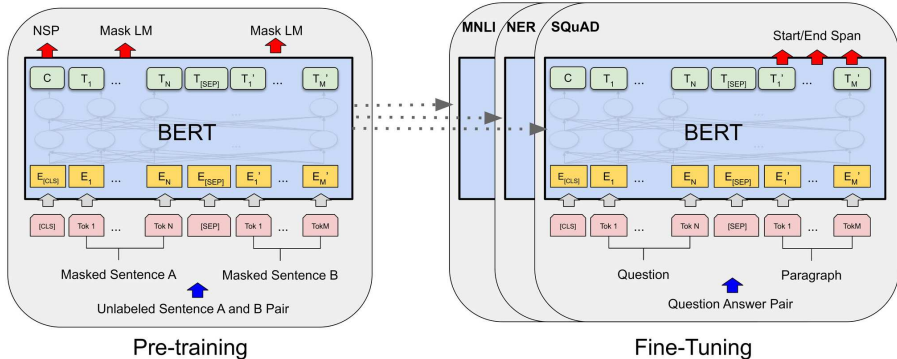 NSP Mask LM Mask LM
C T1 ... TN T[SEP] T1' ... TM'
BERT
E[CLS] E1 ... EN E[SEP] E1' ... EM'
[CLS] Tok 1 ... Tok N [SEP] Tok 1 ... TokM
Masked Sentence A Masked Sentence B
Unlabeled Sentence A and B Pair
Pre-training
MNLI NER SQuAD
Start/End Span
C T1 ... TN T[SEP] T1' ... TM'
BERT
E[CLS] E1 ... EN E[SEP] E1' ... EM'
[CLS] Tok 1 ... Tok N [SEP] Tok 1 ... TokM
Question Paragraph
Question Answer Pair
Fine-Tuning